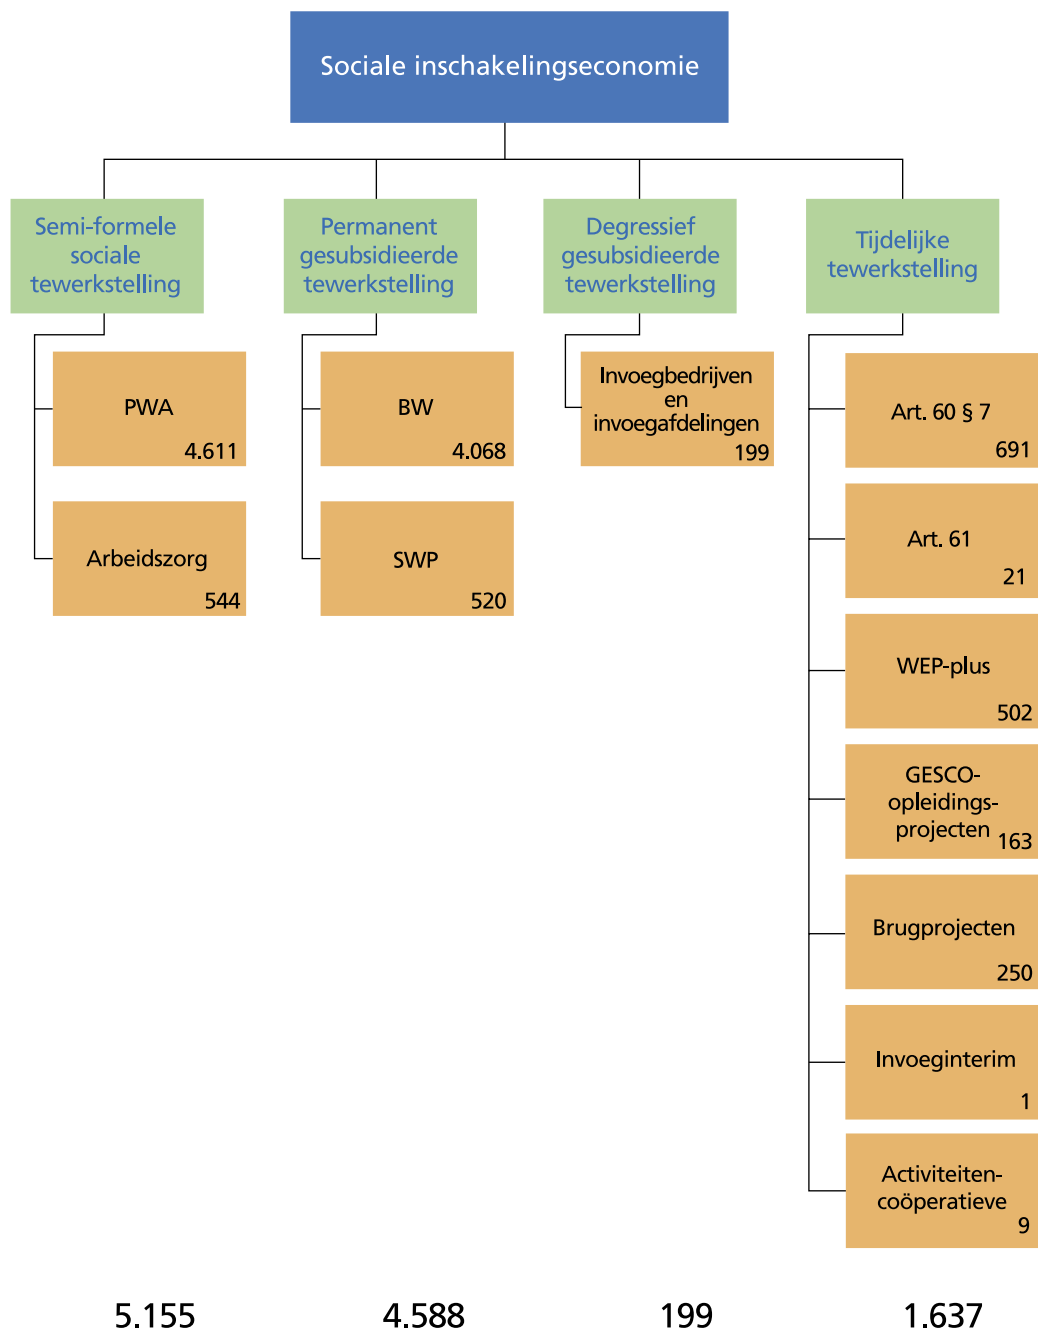 Sociale inschakelingseconomie
Semi-formele
sociale
tewerkstelling
PWA
4.611
Arbeidszorg
544
Permanent
gesubsidieerde
tewerkstelling
BW
4.068
SWP
520
Degressief
gesubsidieerde
tewerkstelling
Invoegbedrijven
en
invoegafdelingen
199
Tijdelijke
tewerkstelling
Art. 60 § 7
691
Art. 61
21
WEP-plus
502
GESCO-
opleidings-
projecten
163
Brugprojecten
250
Invoeginterim
1
Activiteiten-
coöperatieve
9
5.155 4.588 199 1.637